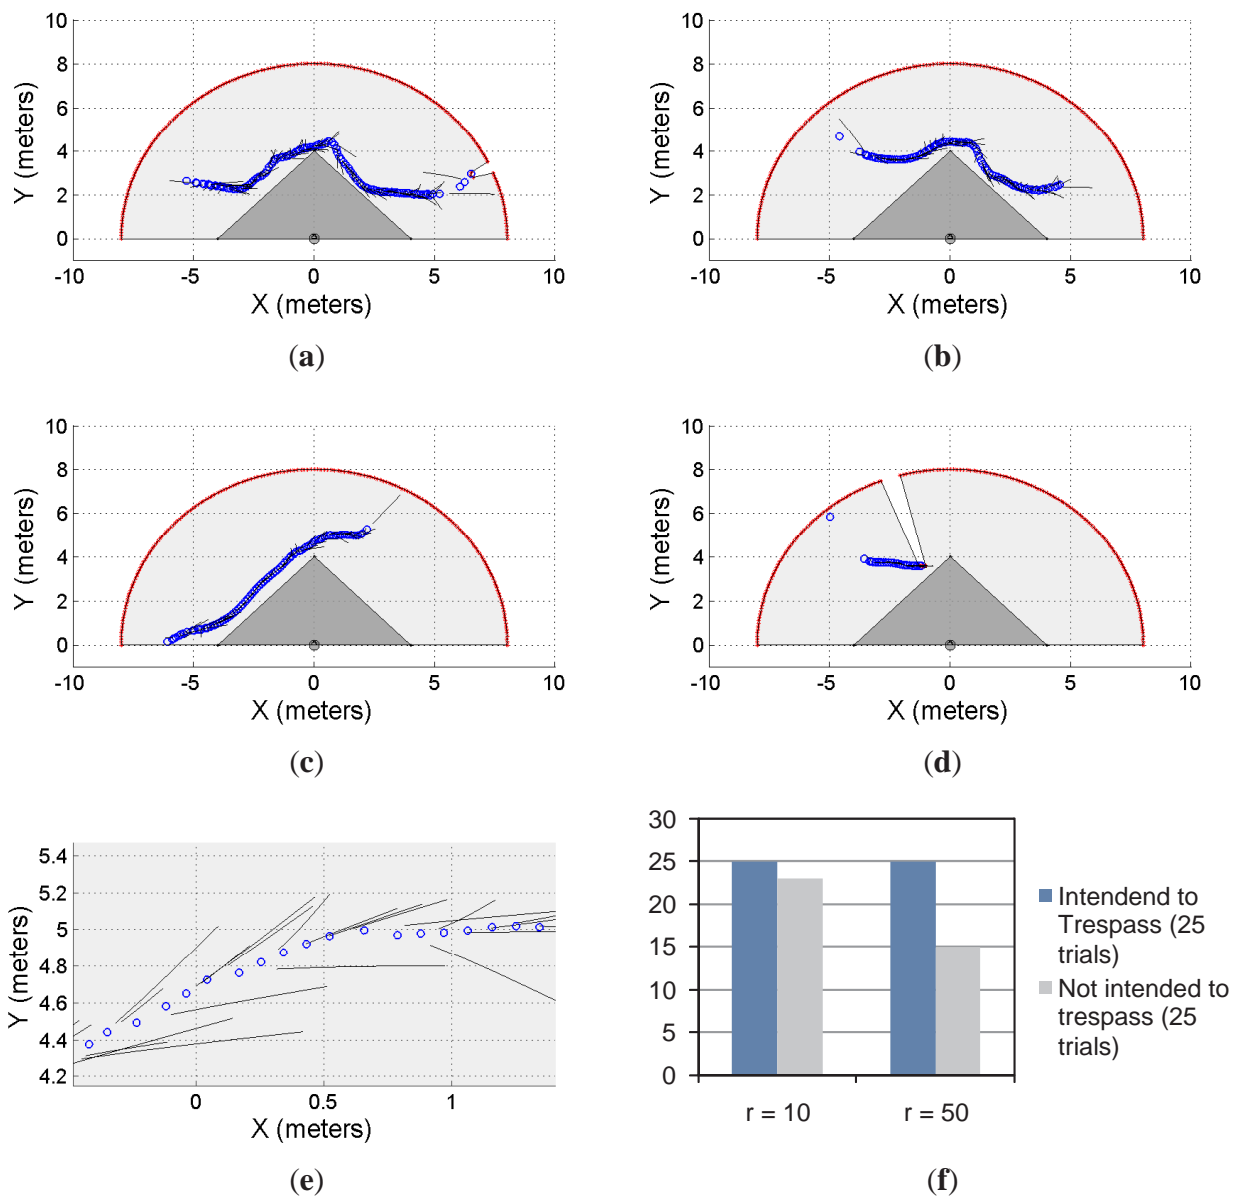 10
8
6
4
2
0
Y (meters)
-10 -5 0 5 10
X (meters)
(a)
10
8
6
4
2
0
Y (meters)
-10 -5 0 5 10
X (meters)
(b)
10
8
6
4
2
0
Y (meters)
-10 -5 0 5 10
X (meters)
(c)
10
8
6
4
2
0
Y (meters)
-10 -5 0 5 10
X (meters)
(d)
5.4
5.2
5
4.8
4.6
4.4
4.2
Y (meters)
0 0.5 1
X (meters)
(e)
30
25
20
15
10
5
0
r = 10 r = 50
Intendend to
Trespass (25
trials)
Not intended to
trespass (25
trials)
(f)